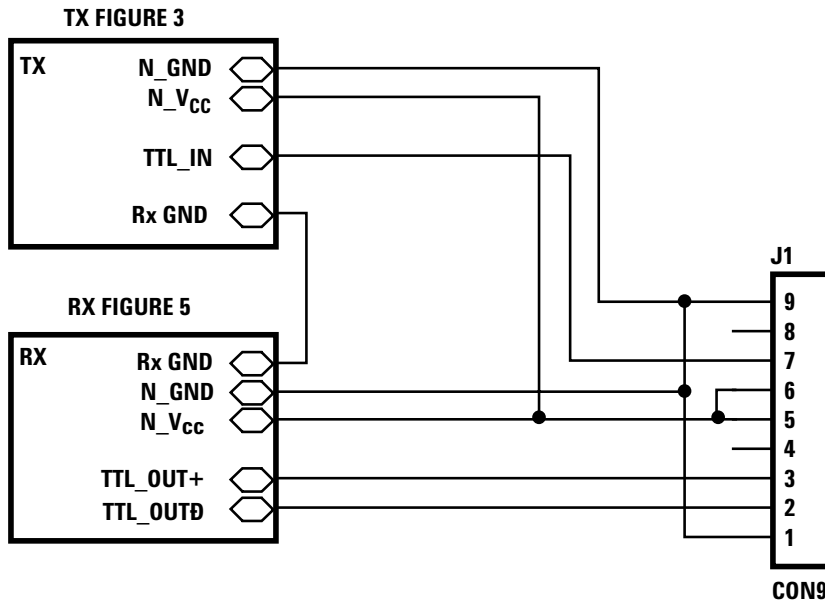 TX FIGURE 3
TX
N_GND
N_VCC
TTL_IN
Rx GND
RX FIGURE 5
RX
Rx GND
N_GND
N_Vcc
TTL_OUT+
TTL_OUTĐ
J1
9
8
7
6
5
4
3
2
1
CON9